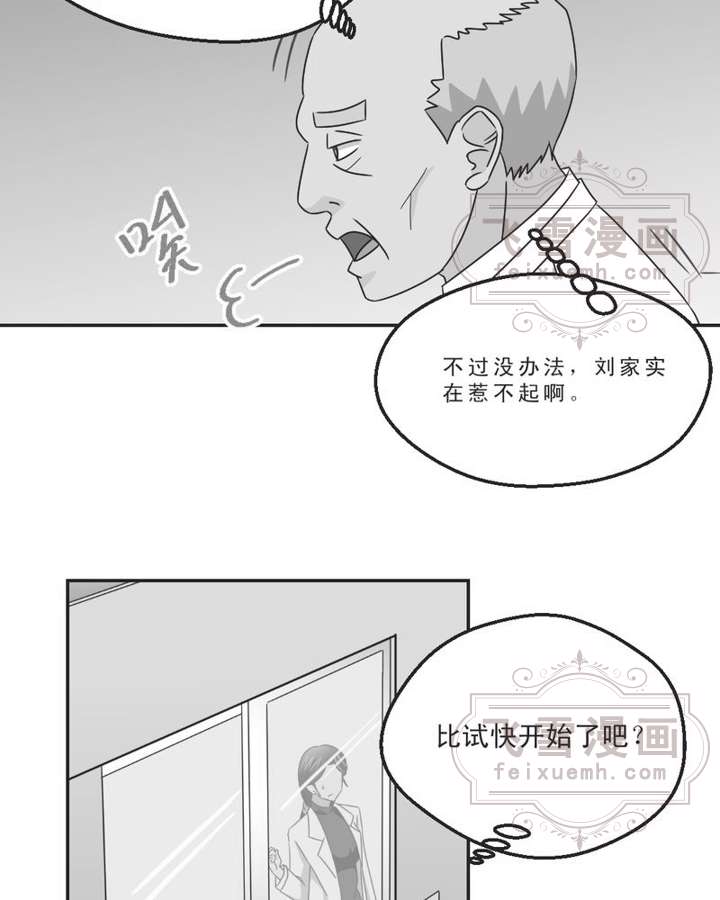 唉
飞雪漫画
feixuemh.com
不过没办法，刘家实
在惹不起啊。
飞雪漫画
比试快开始了吧？
feixuemh.com